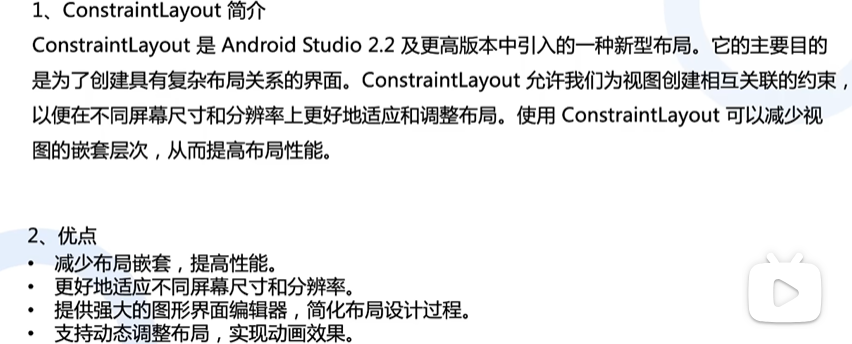 1、ConstraintLayout 简介
ConstraintLayout 是 Android Studio 2.2 及更高版本中引入的一种新型布局。它的主要目的
是为了创建具有复杂布局关系的界面。ConstraintLayout 允许我们为视图创建相互关联的约束，
以便在不同屏幕尺寸和分辨率上更好地适应和调整布局。使用 ConstraintLayout 可以减少视
图的嵌套层次，从而提高布局性能。
2、优点
• 减少布局嵌套，提高性能。
• 更好地适应不同屏幕尺寸和分辨率。
• 提供强大的图形界面编辑器，简化布局设计过程。
• 支持动态调整布局，实现动画效果。